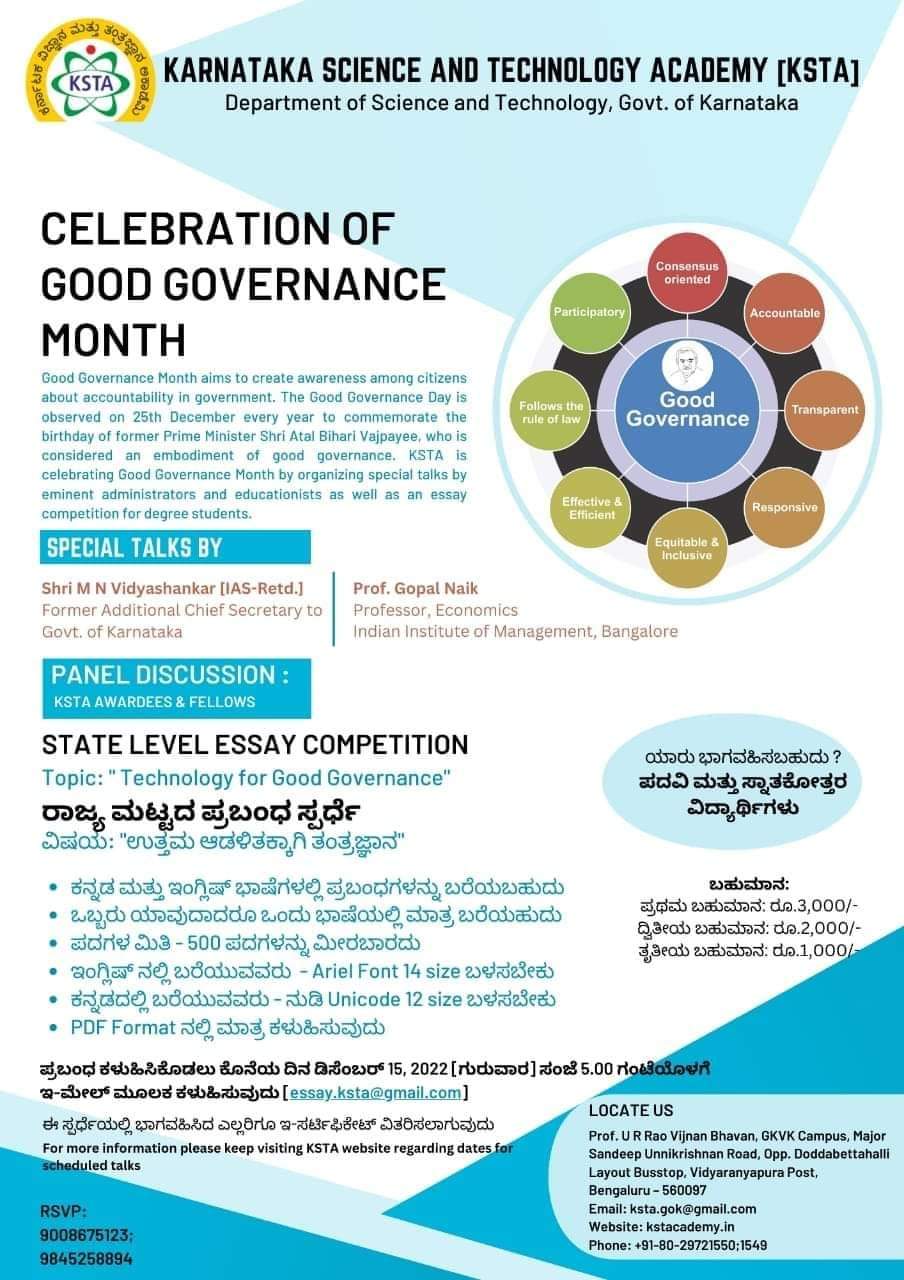 ಕರ್ನಾಟಕ ವಿಜ್ಞಾನ ಮತ್ತು ತಂತ್ರಜ್ಞಾನ ಅಕಾಡೆಮಿ
KSTA
KARNATAKA SCIENCE AND TECHNOLOGY ACADEMY [KSTA]
Department of Science and Technology, Govt. of Karnataka
CELEBRATION OF
GOOD GOVERNANCE
MONTH
Good Governance Month aims to create awareness among citizens
about accountability in government. The Good Governance Day is
observed on 25th December every year to commemorate the
birthday of former Prime Minister Shri Atal Bihari Vajpayee, who is
considered an embodiment of good governance. KSTA is
celebrating Good Governance Month by organizing special talks by
eminent administrators and educationists as well as an essay
competition for degree students.
Consensus
oriented
Accountable
Transparent
Responsive
Equitable &
Inclusive
Effective &
Efficient
Follows the
rule of law
Participatory
Good
Governance
SPECIAL TALKS BY
Shri M N Vidyashankar [IAS-Retd.]
Former Additional Chief Secretary to
Govt. of Karnataka
Prof. Gopal Naik
Professor, Economics
Indian Institute of Management, Bangalore
PANEL DISCUSSION :
KSTA AWARDEES & FELLOWS
STATE LEVEL ESSAY COMPETITION
Topic: " Technology for Good Governance"
ರಾಜ್ಯ ಮಟ್ಟದ ಪ್ರಬಂಧ ಸ್ಪರ್ಧೆ
ವಿಷಯ: "ಉತ್ತಮ ಆಡಳಿತಕ್ಕಾಗಿ ತಂತ್ರಜ್ಞಾನ"
• ಕನ್ನಡ ಮತ್ತು ಇಂಗ್ಲಿಷ್ ಭಾಷೆಗಳಲ್ಲಿ ಪ್ರಬಂಧಗಳನ್ನು ಬರೆಯಬಹುದು
• ಒಬ್ಬರು ಯಾವುದಾದರೂ ಒಂದು ಭಾಷೆಯಲ್ಲಿ ಮಾತ್ರ ಬರೆಯಹುದು
• ಪದಗಳ ಮಿತಿ - 500 ಪದಗಳನ್ನು ಮೀರಬಾರದು
• ಇಂಗ್ಲಿಷ್ ನಲ್ಲಿ ಬರೆಯುವವರು - Ariel Font 14 size ಬಳಸಬೇಕು
• ಕನ್ನಡದಲ್ಲಿ ಬರೆಯುವವರು - ನುಡಿ Unicode 12 size ಬಳಸಬೇಕು
• PDF Format ನಲ್ಲಿ ಮಾತ್ರ ಕಳುಹಿಸುವುದು
ಯಾರು ಭಾಗವಹಿಸಬಹುದು ?
ಪದವಿ ಮತ್ತು ಸ್ನಾತಕೋತ್ತರ
ವಿದ್ಯಾರ್ಥಿಗಳು
ಬಹುಮಾನ:
ಪ್ರಥಮ ಬಹುಮಾನ: ರೂ.3,000/-
ದ್ವಿತೀಯ ಬಹುಮಾನ: ರೂ.2,000/-
ತೃತೀಯ ಬಹುಮಾನ: ರೂ.1,000/-
ಪ್ರಬಂಧ ಕಳುಹಿಸಿಕೊಡಲು ಕೊನೆಯ ದಿನ ಡಿಸೆಂಬರ್ 15, 2022 [ಗುರುವಾರ] ಸಂಜೆ 5.00 ಗಂಟೆಯೊಳಗೆ
ಇ-ಮೇಲ್ ಮೂಲಕ ಕಳುಹಿಸುವುದು [essay.ksta@gmail.com]
ಈ ಸ್ಪರ್ಧೆಯಲ್ಲಿ ಭಾಗವಹಿಸಿದ ಎಲ್ಲರಿಗೂ ಇ-ಸರ್ಟಿಫಿಕೇಟ್ ವಿತರಿಸಲಾಗುವುದು
For more information please keep visiting KSTA website regarding dates for
scheduled talks
RSVP:
9008675123;
9845258894
LOCATE US
Prof. U R Rao Vijnan Bhavan, GKVK Campus, Major
Sandeep Unnikrishnan Road, Opp. Doddabettahalli
Layout Busstop, Vidyaranyapura Post,
Bengaluru – 560097
Email: ksta.gok@gmail.com
Website: kstacademy.in
Phone: +91-80-29721550;1549